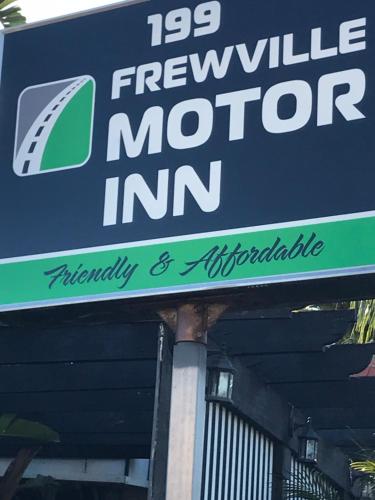 199
FREWVILLE
MOTOR
INN
Friendly & Affordable